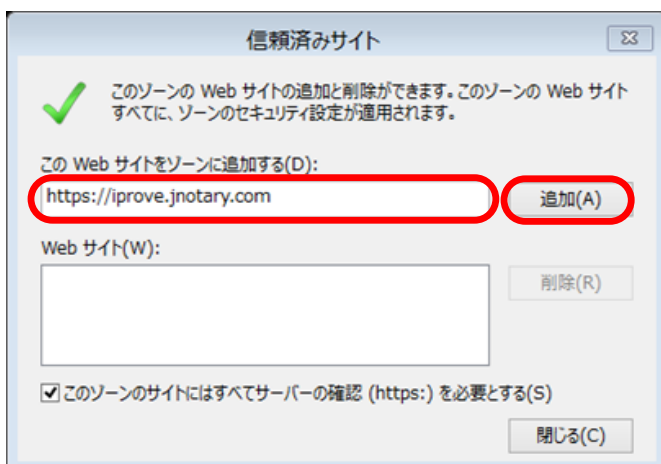 信頼済みサイト
このゾーンの Web サイトの追加と削除ができます。このゾーンの Web サイト
すべてに、ゾーンのセキュリティ設定が適用されます。
この Web サイトをゾーンに追加する(D):
https://iprove.jnotary.com
追加(A)
Web サイト(W):
削除(R)
このゾーンのサイトにはすべてサーバーの確認 (https:) を必要とする(S)
閉じる(C)